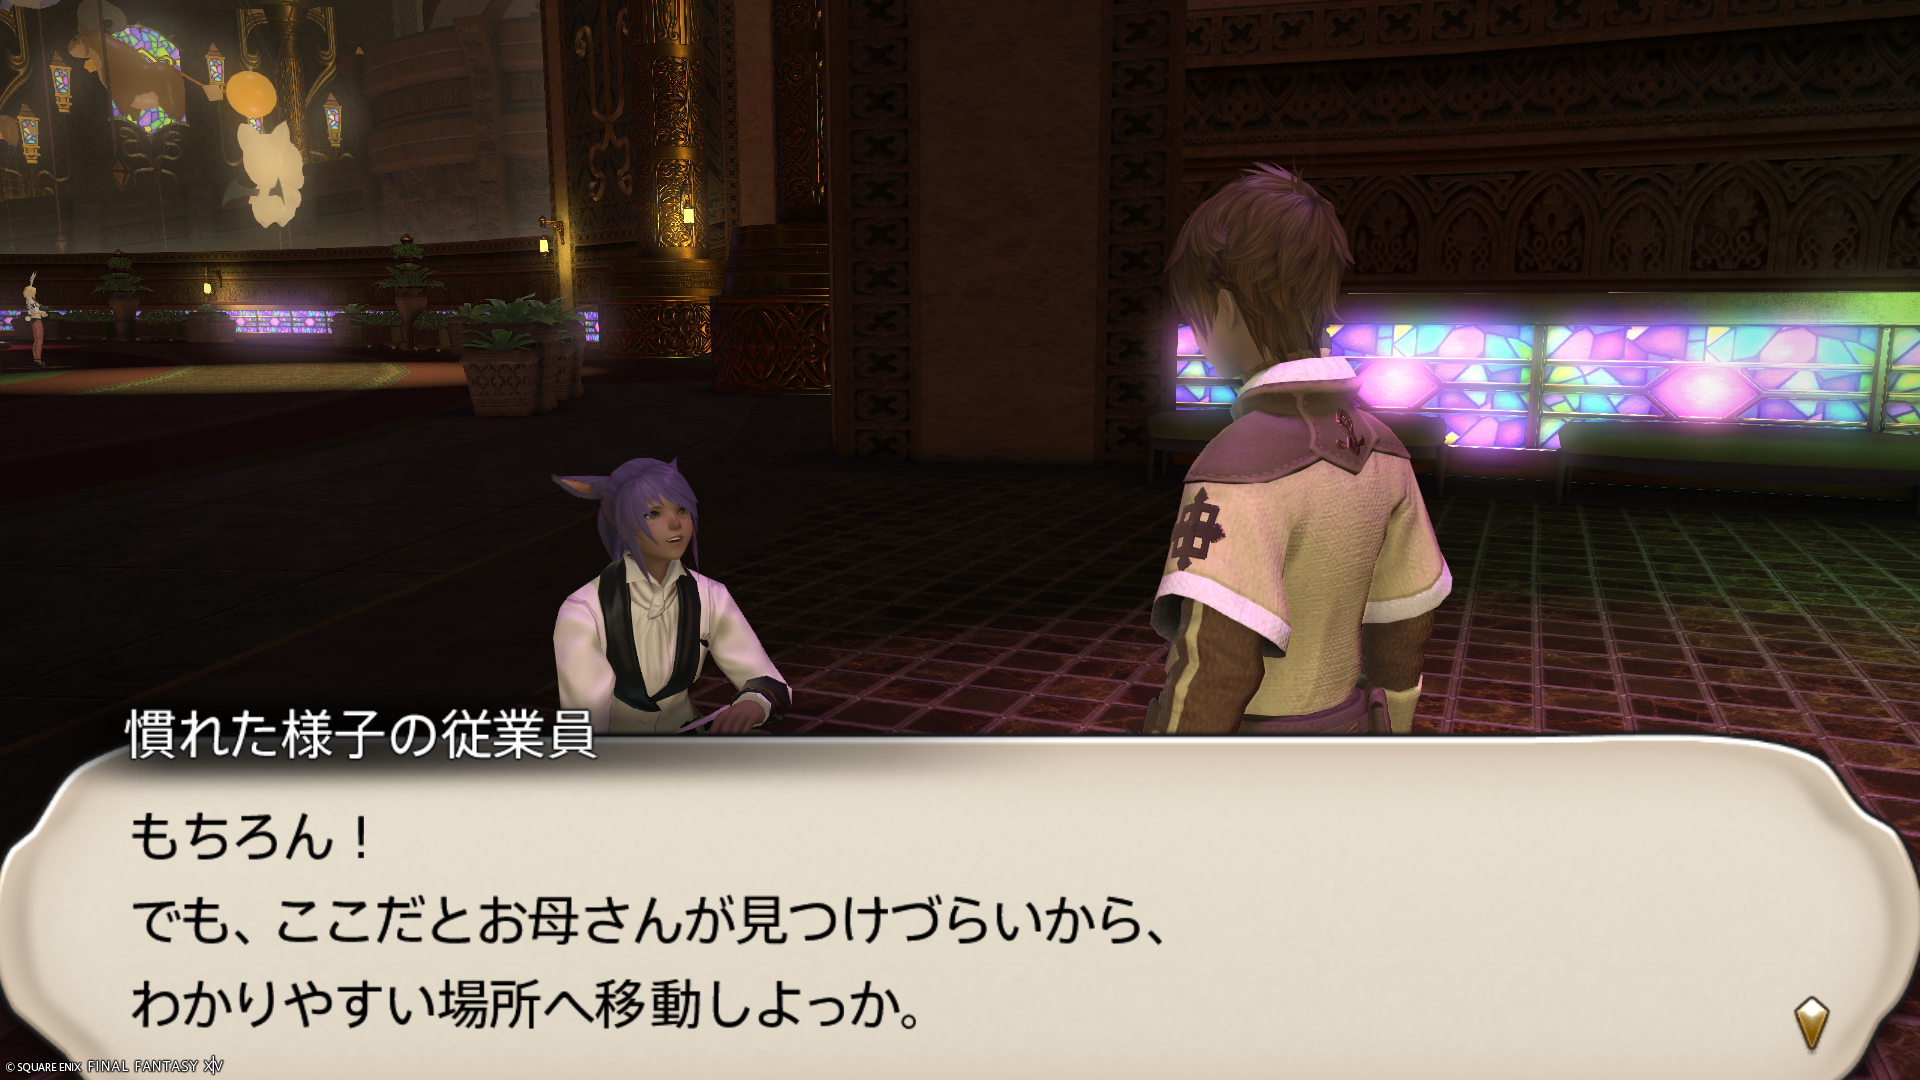 慣れた様子の従業員
もちろん！
でも、ここだとお母さんが見つけづらいから、
わかりやすい場所へ移動しよっか。
© SQUARE ENIX FINAL FANTASY XIV